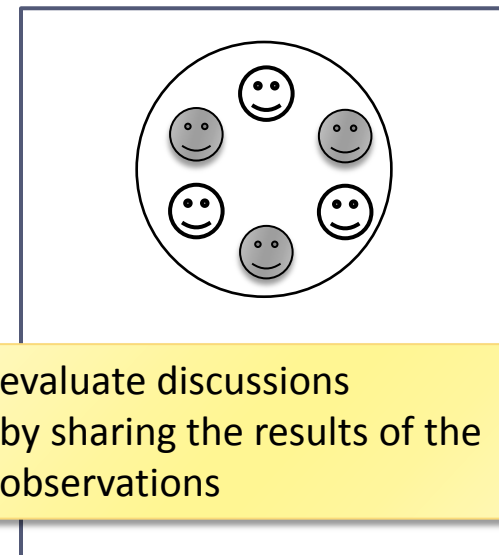 evaluate discussions
by sharing the results of the
observations